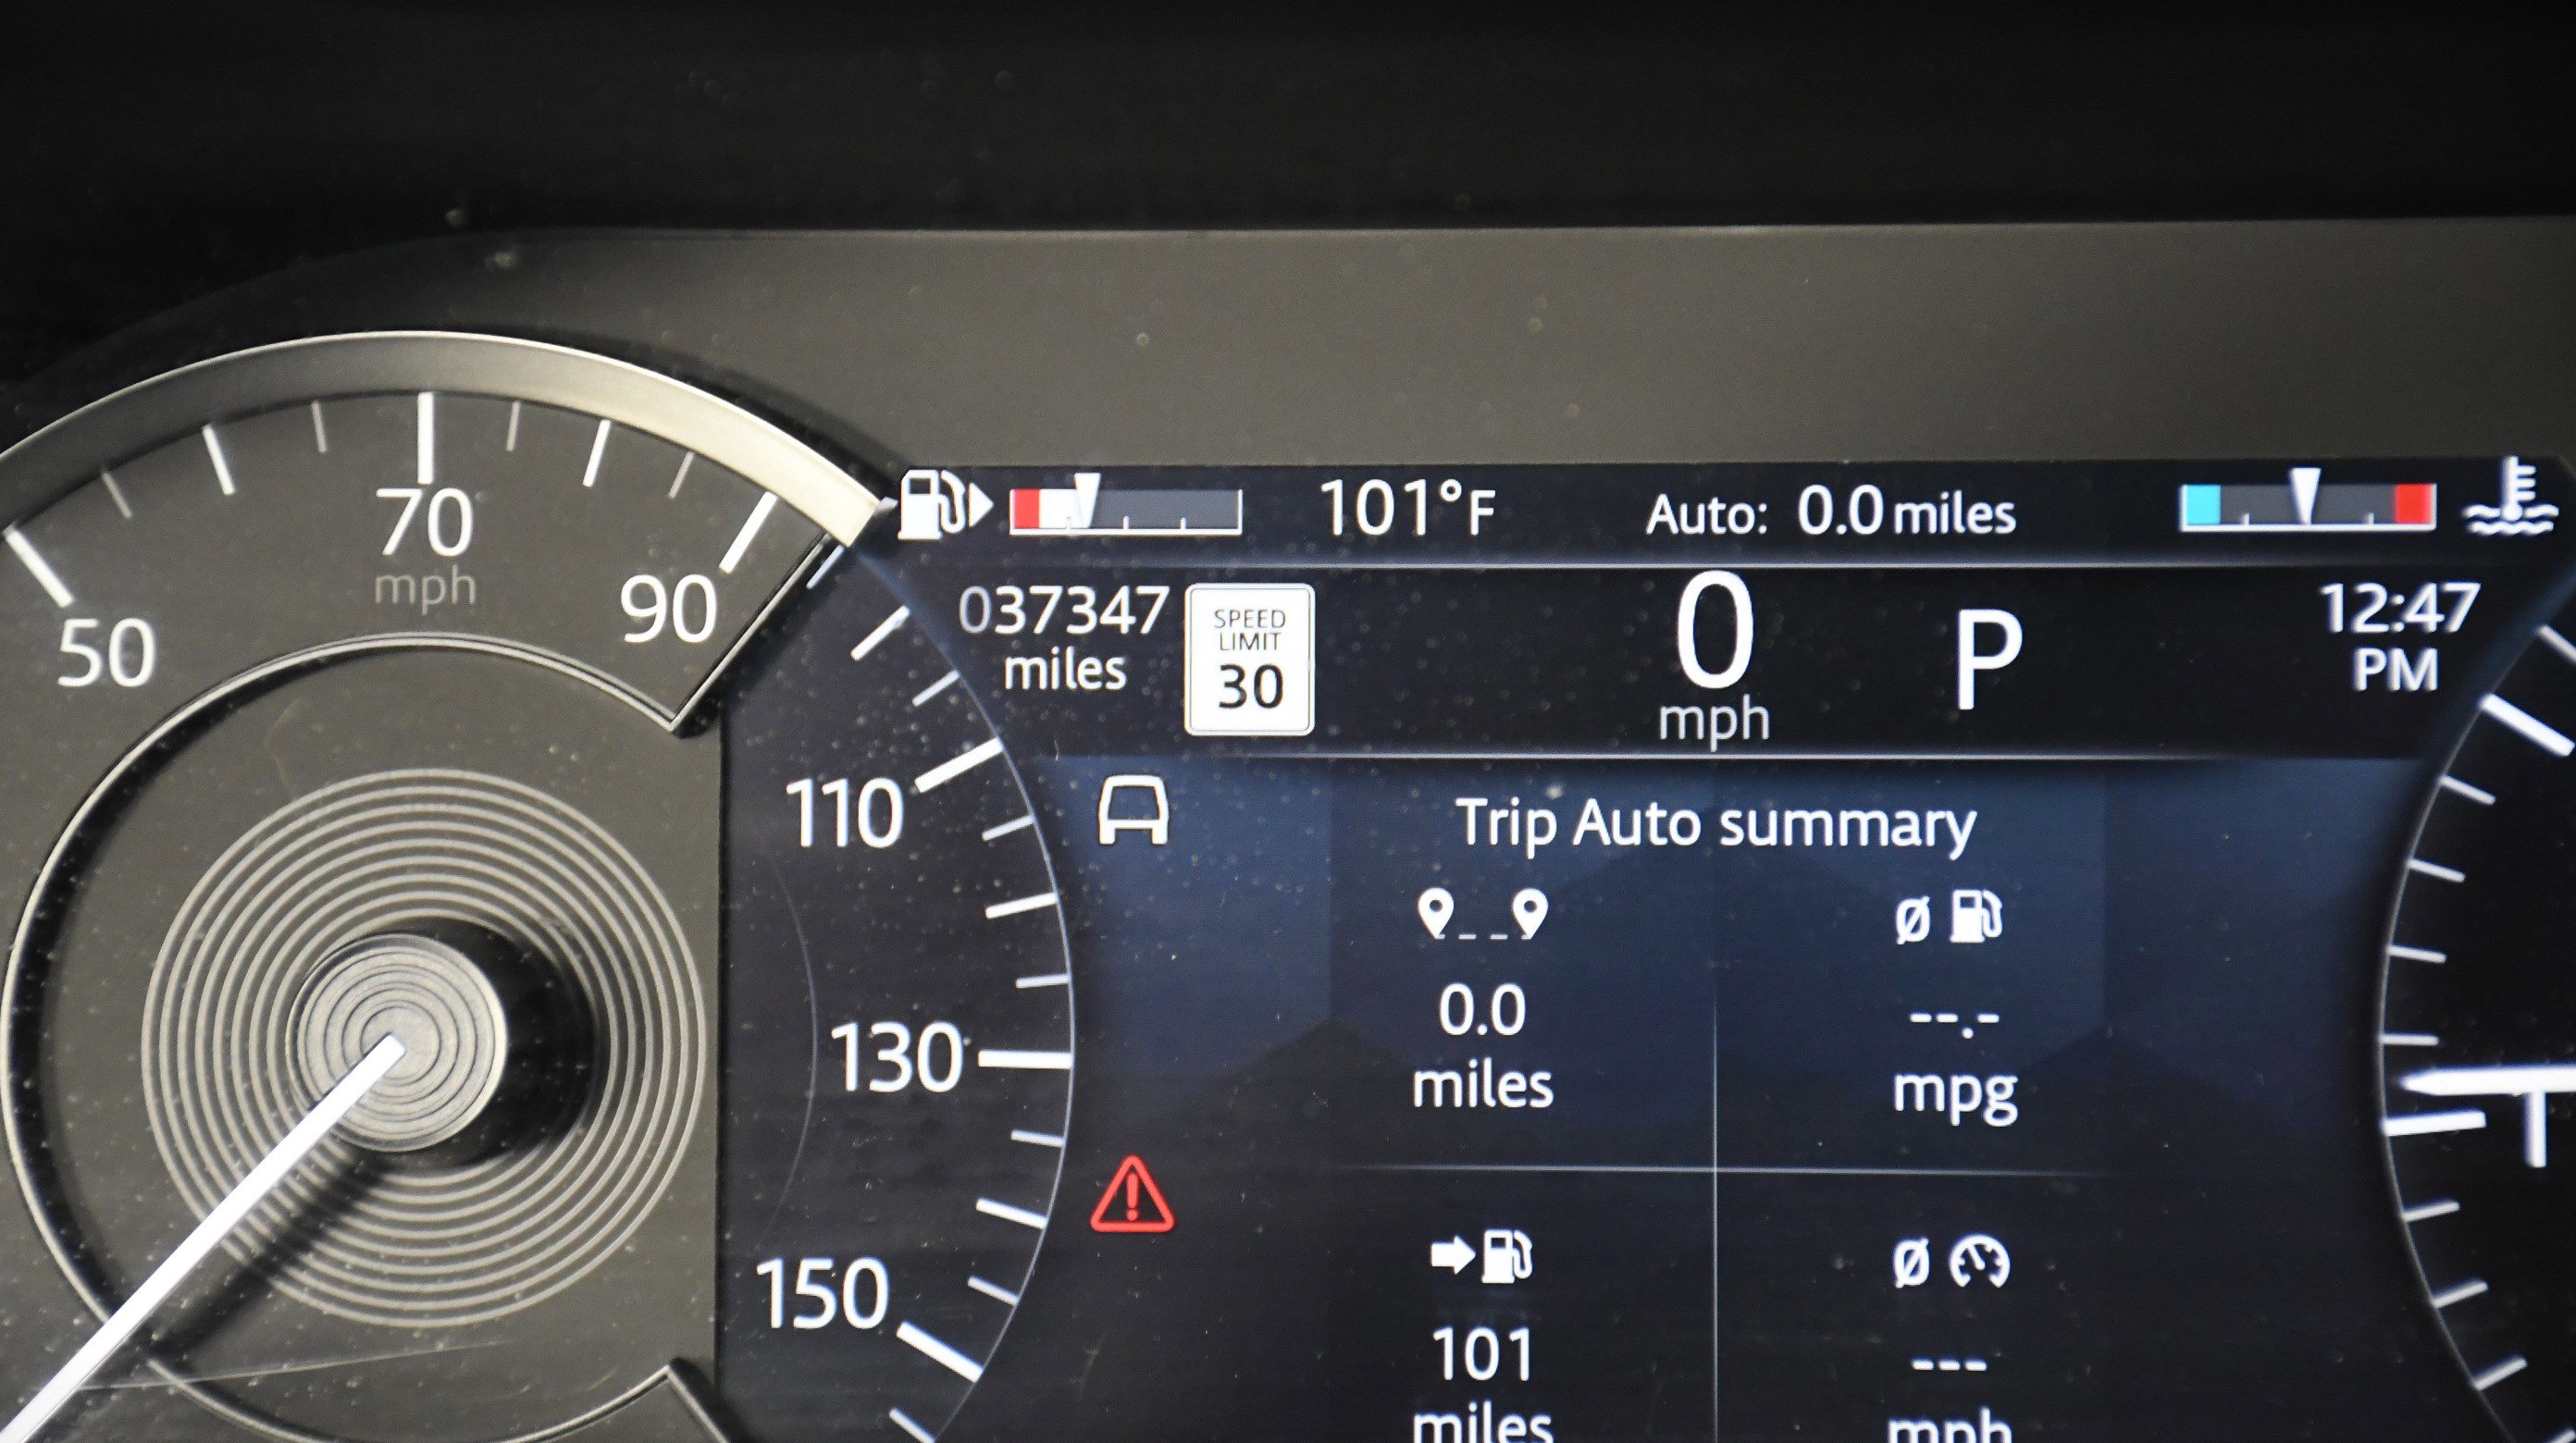 50
70
mph
90
110
130
150
101°F
Auto: 0.0 miles
037347
miles
SPEED
LIMIT
30
0
mph
P
12:47
PM
Trip Auto summary
0.0
miles
--.-
mpg
101
miles
---
mph